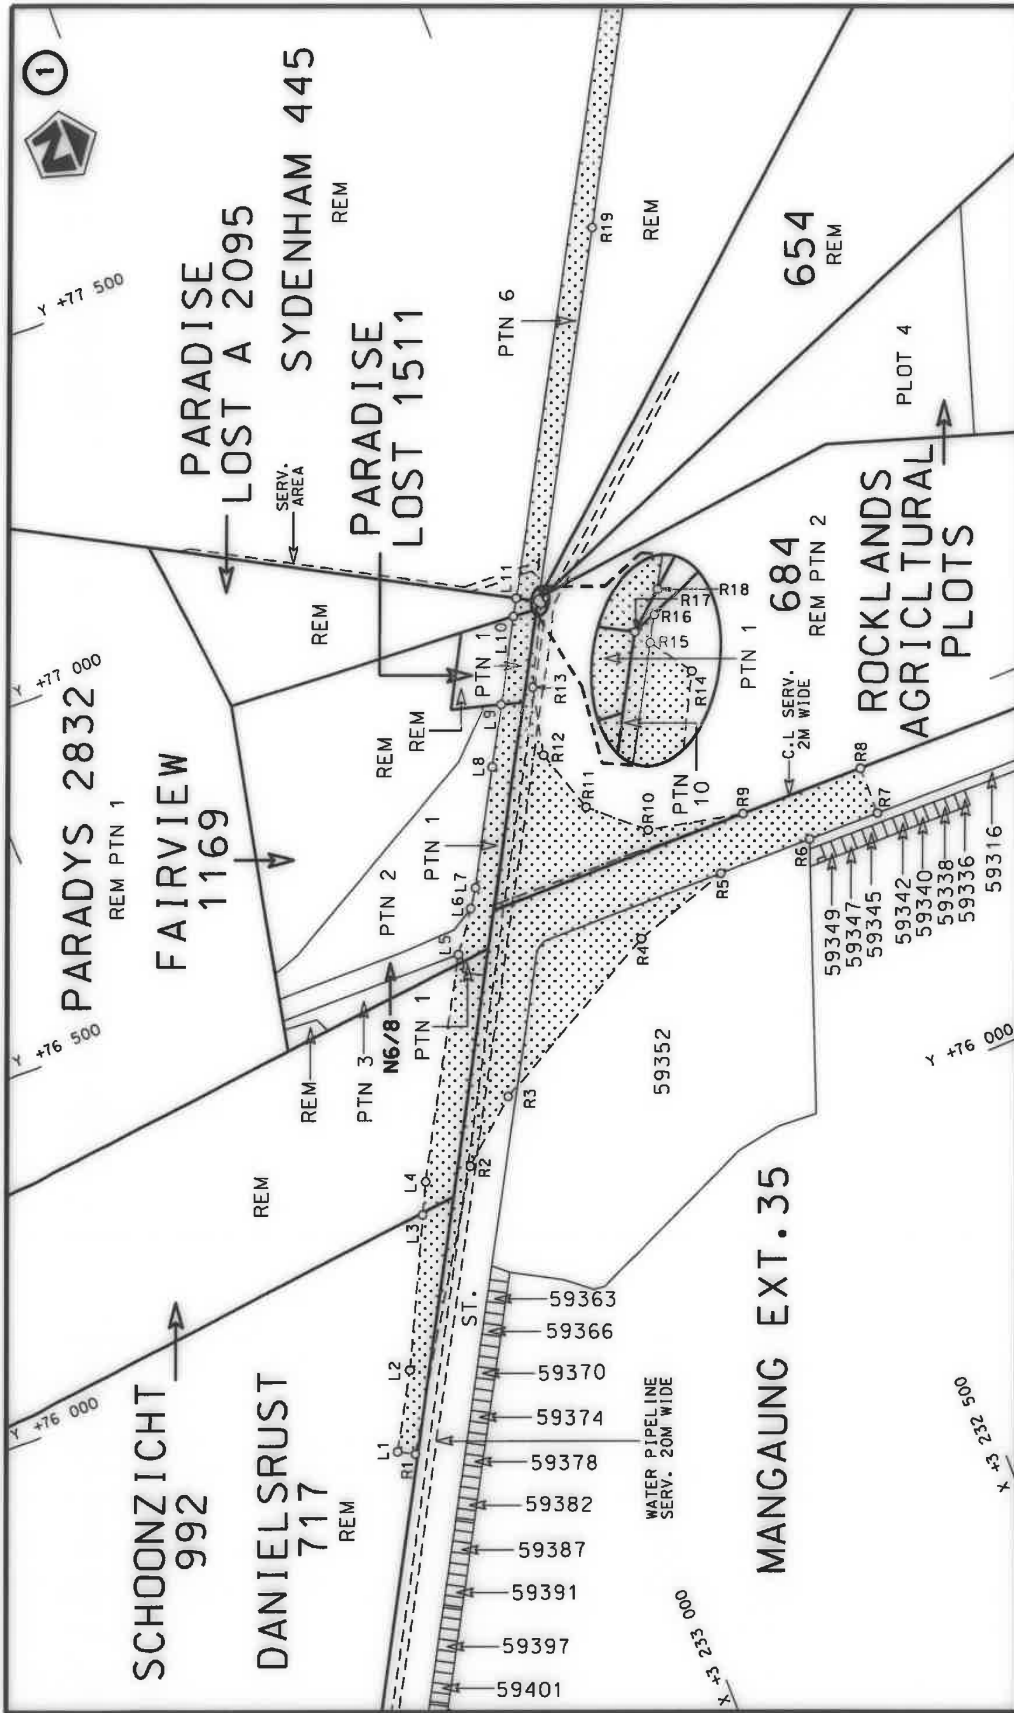 1
N
PARADISE
LOST A 2095
SYDENHAM 445
REM
PARADISE
LOST 1511
SERV.
AREA
Y +77 500
Y +77 000
PARADYS 2832
REM PTN 1
FAIRVIEW
1169
Y +76 500
REM
REM
REM
PTN 1
PTN 2
PTN 1
REM
PTN 3
N6/8
PTN 1
REM
SCHOONZICHT
992
Y +76 000
DANIELSRUST
717
REM
L1
L2
L3
L4
L5
L6
L7
L8
L9
L10
L11
R1
R2
R3
R4
R5
R6
R7
R8
R9
R10
R11
R12
R13
R14
R15
R16
R17
R18
R19
PTN 6
REM
654
REM
PLOT 4
684
REM PTN 2
ROCKLANDS
AGRICLTURAL
PLOTS
PTN 1
PTN
10
C.L SERV.
2M WIDE
59349
59347
59345
59342
59340
59338
59336
59316
59352
Y +76 000
ST.
59363
59366
59370
59374
59378
59382
59387
59391
59397
59401
WATER PIPELINE
SERV. 20M WIDE
MANGAUNG EXT.35
X +3 232 500
X +3 233 000